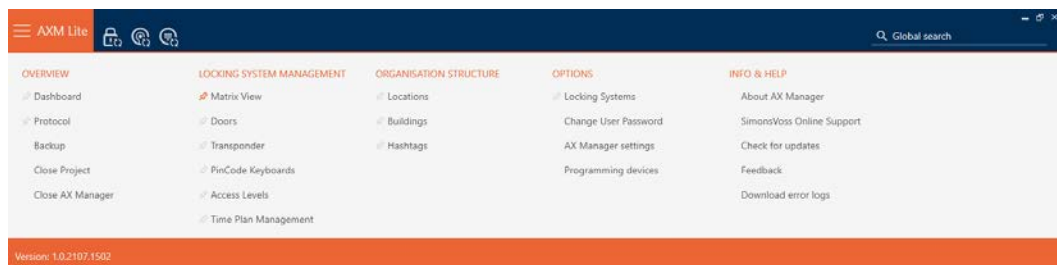 AXM Lite
Global search
OVERVIEW
Dashboard
Protocol
Backup
Close Project
Close AX Manager
LOCKING SYSTEM MANAGEMENT
Matrix View
Doors
Transponder
PinCode Keyboards
Access Levels
Time Plan Management
ORGANISATION STRUCTURE
Locations
Buildings
Hashtags
OPTIONS
Locking Systems
Change User Password
AX Manager settings
Programming devices
INFO & HELP
About AX Manager
SimonsVoss Online Support
Check for updates
Feedback
Download error logs
Version: 1.0.2107.1502